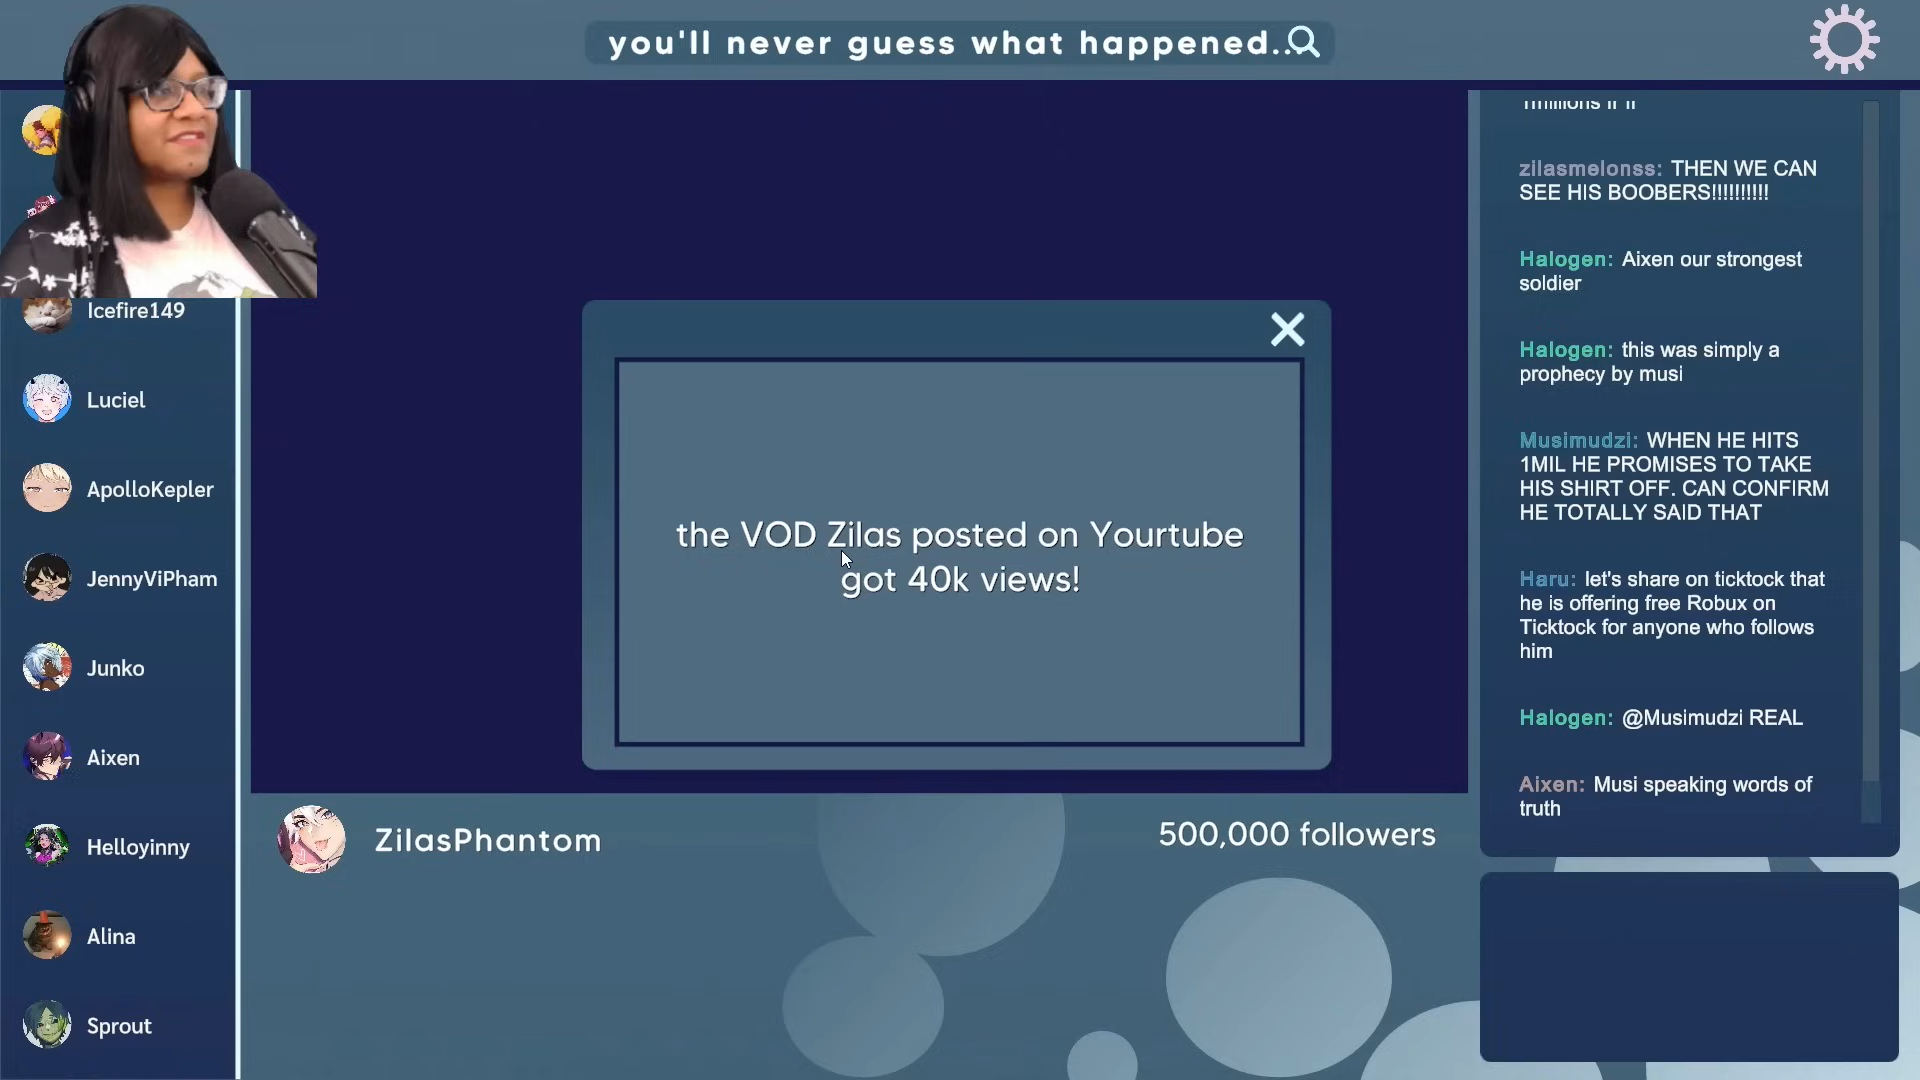 you'll never guess what happened...
Icefire149
Luciel
ApolloKepler
JennyViPham
Junko
Aixen
Helloyinny
Alina
Sprout
the VOD Zilas posted on Yourtube
got 40k views!
ZilasPhantom
500,000 followers
zilasmelonss: THEN WE CAN
SEE HIS BOOBERS!!!!!!!!!!
Halogen: Aixen our strongest
soldier
Halogen: this was simply a
prophecy by musi
Musimudzi: WHEN HE HITS
1MIL HE PROMISES TO TAKE
HIS SHIRT OFF. CAN CONFIRM
HE TOTALLY SAID THAT
Haru: let's share on ticktock that
he is offering free Robux on
Ticktock for anyone who follows
him
Halogen: @Musimudzi REAL
Aixen: Musi speaking words of
truth